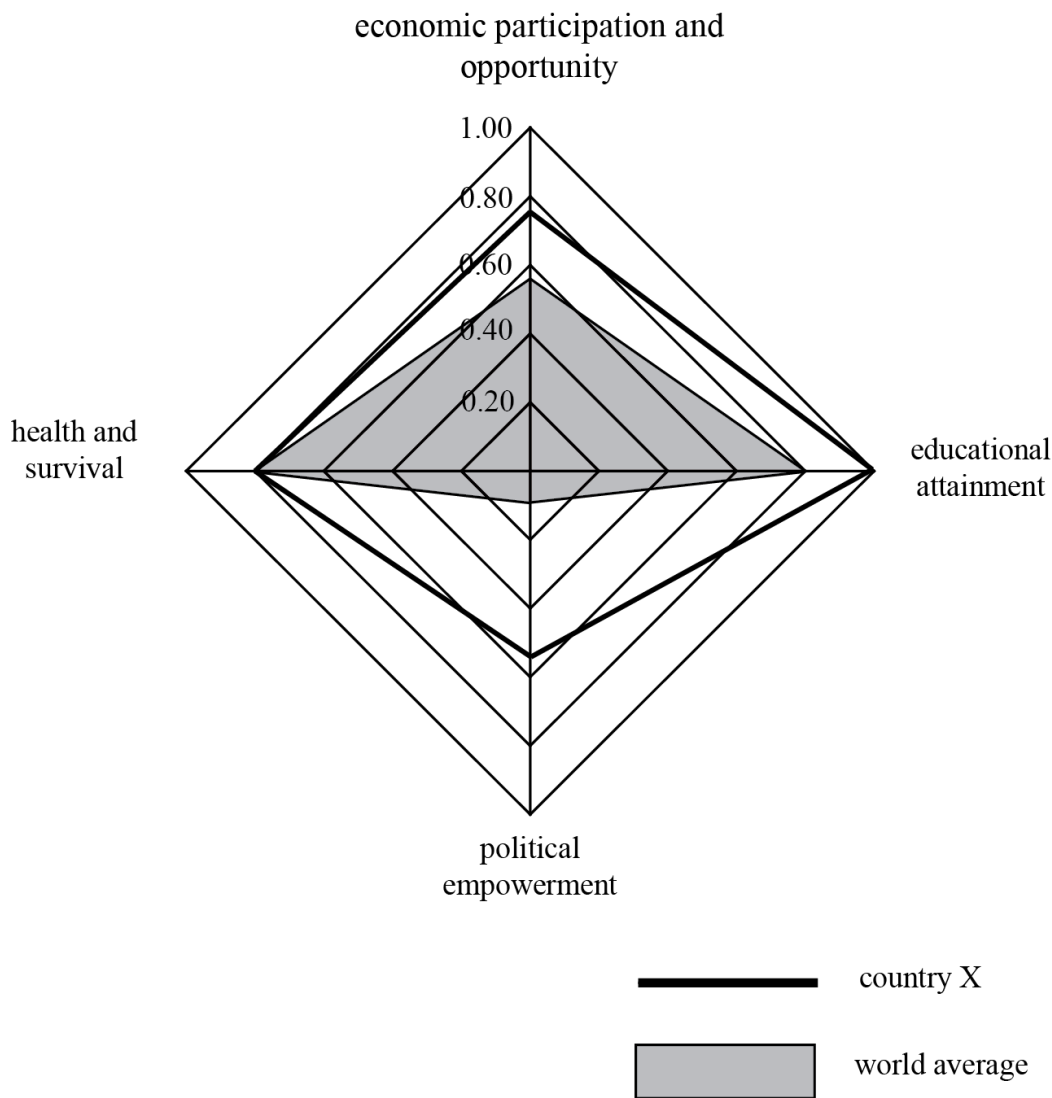 economic participation and
opportunity
1.00
0.80
0.60
0.40
0.20
health and
survival
educational
attainment
political
empowerment
country X
world average